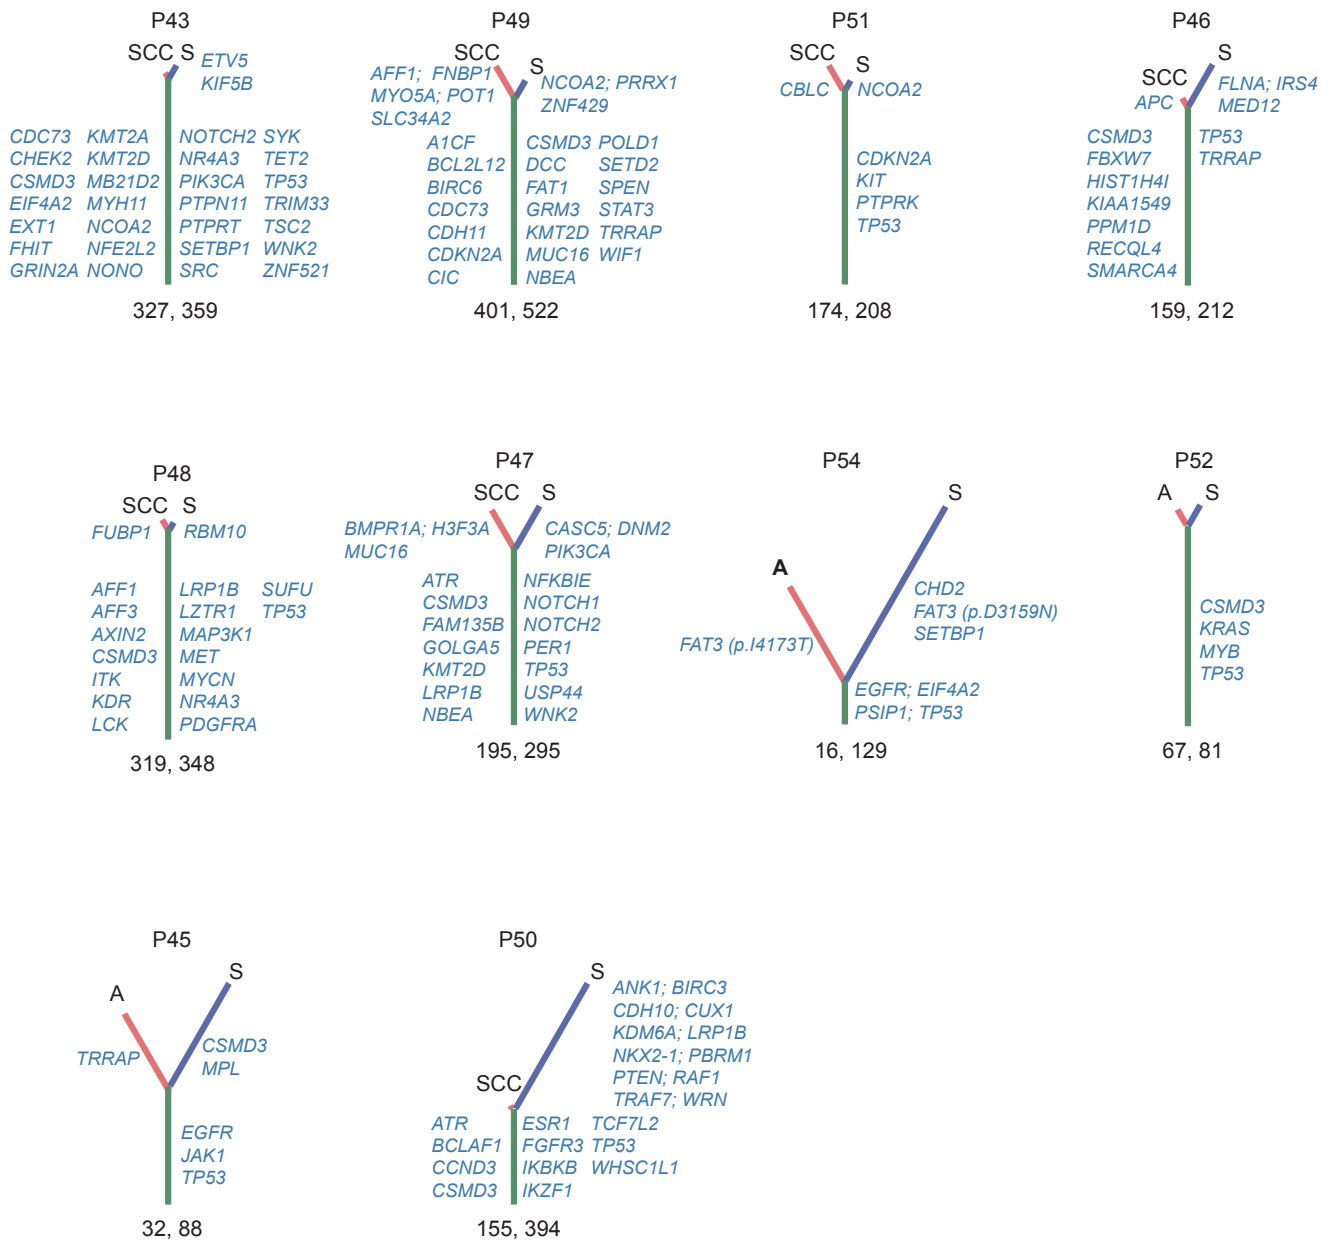 P43
SCC S
ETV5
KIF5B
CDC73 KMT2A NOTCH2 SYK
CHEK2 KMT2D NR4A3 TET2
CSMD3 MB21D2 PIK3CA TP53
EIF4A2 MYH11 PTPN11 TRIM33
EXT1 NCOA2 PTPRT TSC2
FHIT NFE2L2 SETBP1 WNK2
GRIN2A NONO SRC ZNF521
327, 359
P49
SCC S
AFF1; FNBP1
MYO5A; POT1
SLC34A2
NCOA2; PRRX1
ZNF429
A1CF CSMD3 POLD1
BCL2L12 DCC SETD2
BIRC6 FAT1 SPEN
CDC73 GRM3 STAT3
CDH11 KMT2D TRRAP
CDKN2A MUC16 WIF1
CIC NBEA
401, 522
P51
SCC S
CBLC NCOA2
CDKN2A
KIT
PTPRK
TP53
174, 208
P46
S
SCC
APC
FLNA; IRS4
MED12
CSMD3 TP53
FBXW7 TRRAP
HIST1H4I
KIAA1549
PPM1D
RECQL4
SMARCA4
159, 212
P48
SCC S
FUBP1 RBM10
AFF1 LRP1B SUFU
AFF3 LZTR1 TP53
AXIN2 MAP3K1
CSMD3 MET
ITK MYCN
KDR NR4A3
LCK PDGFRA
319, 348
P47
SCC S
BMPR1A; H3F3A
MUC16
CASC5; DNM2
PIK3CA
ATR NFKBIE
CSMD3 NOTCH1
FAM135B NOTCH2
GOLGA5 PER1
KMT2D TP53
LRP1B USP44
NBEA WNK2
195, 295
P54
S
A
CHD2
FAT3 (p.D3159N)
SETBP1
FAT3 (p.I4173T)
EGFR; EIF4A2
PSIP1; TP53
16, 129
P52
A S
CSMD3
KRAS
MYB
TP53
67, 81
P45
S
A
TRRAP
CSMD3
MPL
EGFR
JAK1
TP53
32, 88
P50
S
ANK1; BIRC3
CDH10; CUX1
KDM6A; LRP1B
NKX2-1; PBRM1
PTEN; RAF1
TRAF7; WRN
SCC
ATR ESR1 TCF7L2
BCLAF1 FGFR3 TP53
CCND3 IKBKB WHSC1L1
CSMD3 IKZF1
155, 394